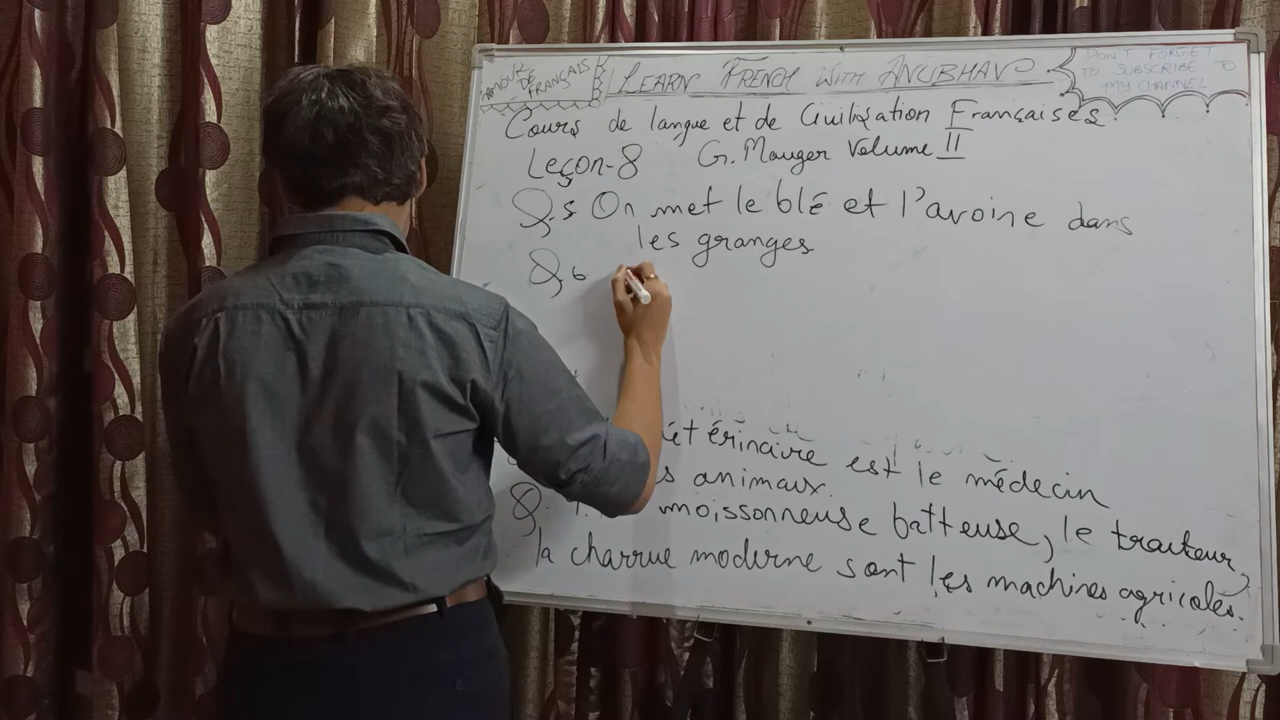 AMOUR DE FRANÇAIS
LEARN FRENCH WITH ANUBHAV
DON'T FORGET
TO SUBSCRIBE TO
MY CHANNEL
Cours de langue et de Civilisation Françaises
Leçon-8 G. Mauger Volume II
Q.5 On met le blé et l'avoine dans
les granges
Q.6
étérinaire est le médecin
s animaux.
Q. moissonneuse batteuse, le traiteur,
la charrue moderne sont les machines agricoles.